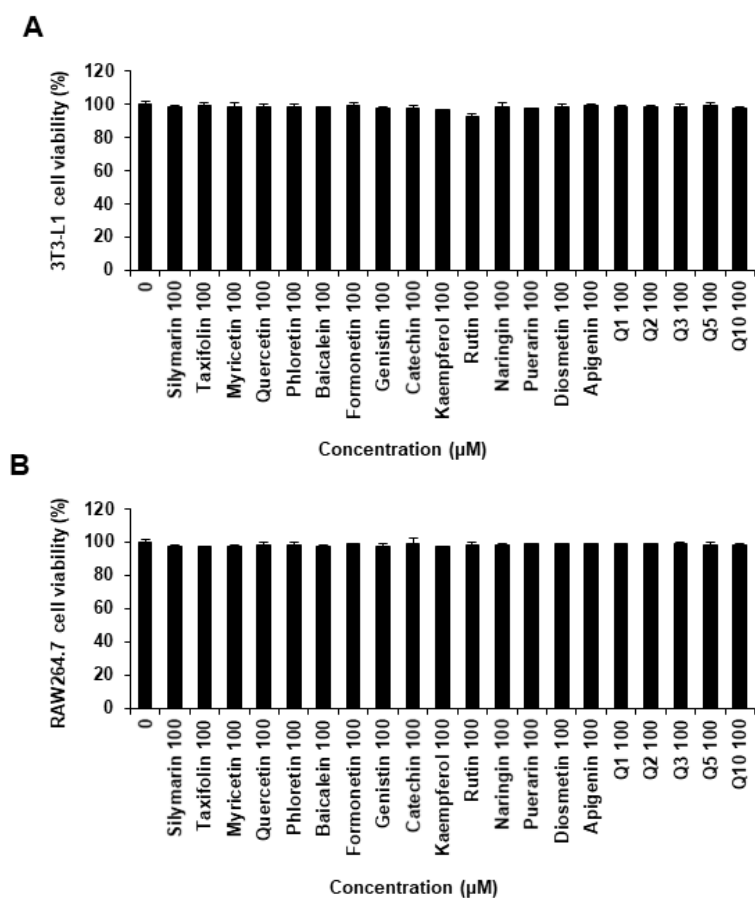 A
3T3-L1 cell viability (%)
120
100
80
60
40
20
0
0
Silymarin 100
Taxifolin 100
Myricetin 100
Quercetin 100
Phloretin 100
Baicalein 100
Formonetin 100
Genistin 100
Catechin 100
Kaempferol 100
Rutin 100
Naringin 100
Puerarin 100
Diosmetin 100
Apigenin 100
Q1 100
Q2 100
Q3 100
Q5 100
Q10 100
Concentration (µM)
B
RAW264.7 cell viability (%)
120
100
80
60
40
20
0
0
Silymarin 100
Taxifolin 100
Myricetin 100
Quercetin 100
Phloretin 100
Baicalein 100
Formonetin 100
Genistin 100
Catechin 100
Kaempferol 100
Rutin 100
Naringin 100
Puerarin 100
Diosmetin 100
Apigenin 100
Q1 100
Q2 100
Q3 100
Q5 100
Q10 100
Concentration (µM)